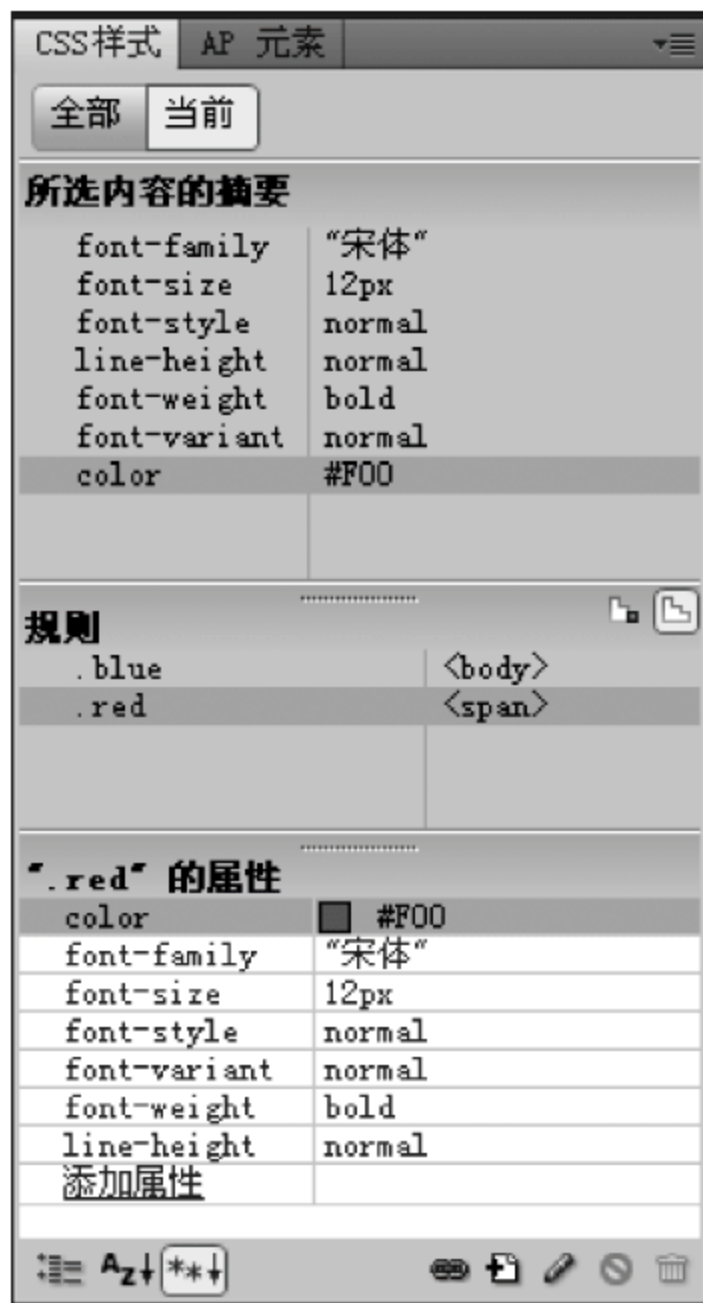 CSS样式 AP 元素
全部 当前
所选内容的摘要
font-family "宋体"
font-size 12px
font-style normal
line-height normal
font-weight bold
font-variant normal
color #F00
规则
.blue <body>
.red <span>
".red" 的属性
color #F00
font-family "宋体"
font-size 12px
font-style normal
font-variant normal
font-weight bold
line-height normal
添加属性
Az↓ **↓